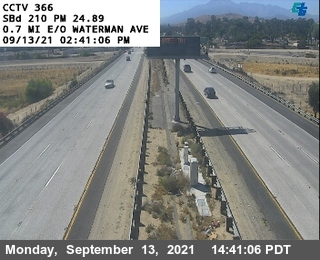 CCTV 366
SBd 210 PM 24.89
0.7 MI E/O WATERMAN AVE
09/13/21 02:41:06 PM
Monday, September 13, 2021 14:41:06 PDT